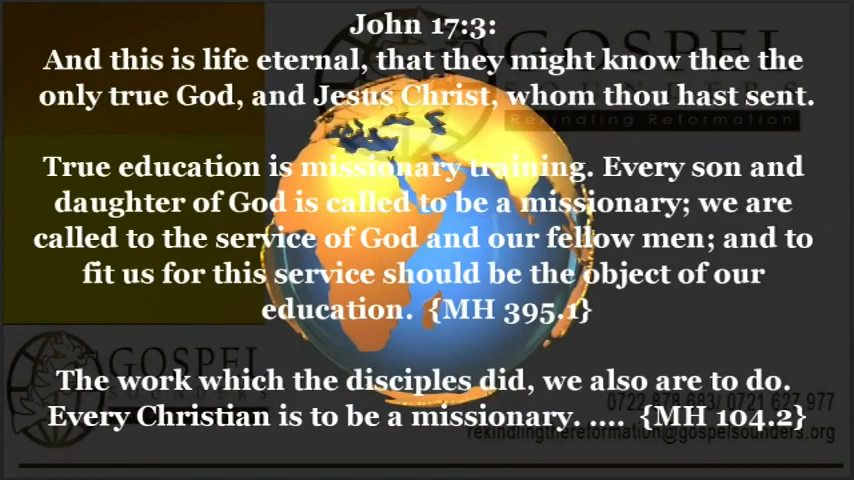 John 17:3:
And this is life eternal, that they might know thee the
only true God, and Jesus Christ, whom thou hast sent.
True education is missionary training. Every son and
daughter of God is called to be a missionary; we are
called to the service of God and our fellow men; and to
fit us for this service should be the object of our
education. {MH 395.1}
The work which the disciples did, we also are to do.
Every Christian is to be a missionary. .... {MH 104.2}
GOSPEL
SOUNDERS
Rekindling Reformation
GOSPEL
SOUNDERS
0722 878 683/ 0721 627 977
rekindlingthereformation@gospelsounders.org